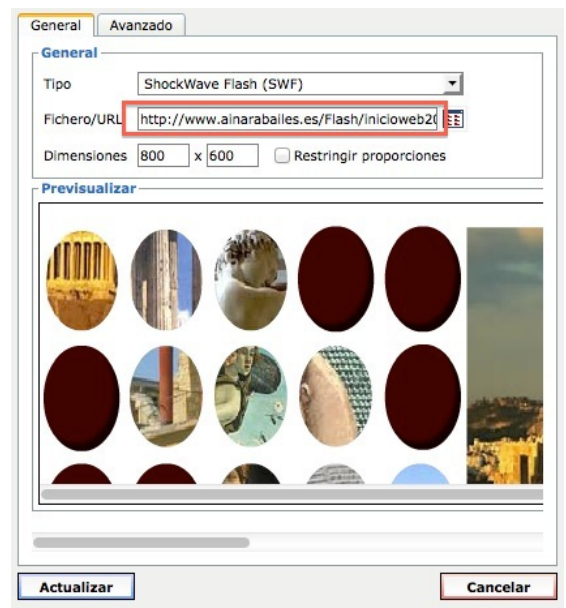 General Avanzado
General
Tipo ShockWave Flash (SWF)
Fichero/URL http://www.ainarabailes.es/Flash/inicioweb20
Dimensiones 800 x 600 Restringir proporciones
Previsualizar
Actualizar Cancelar